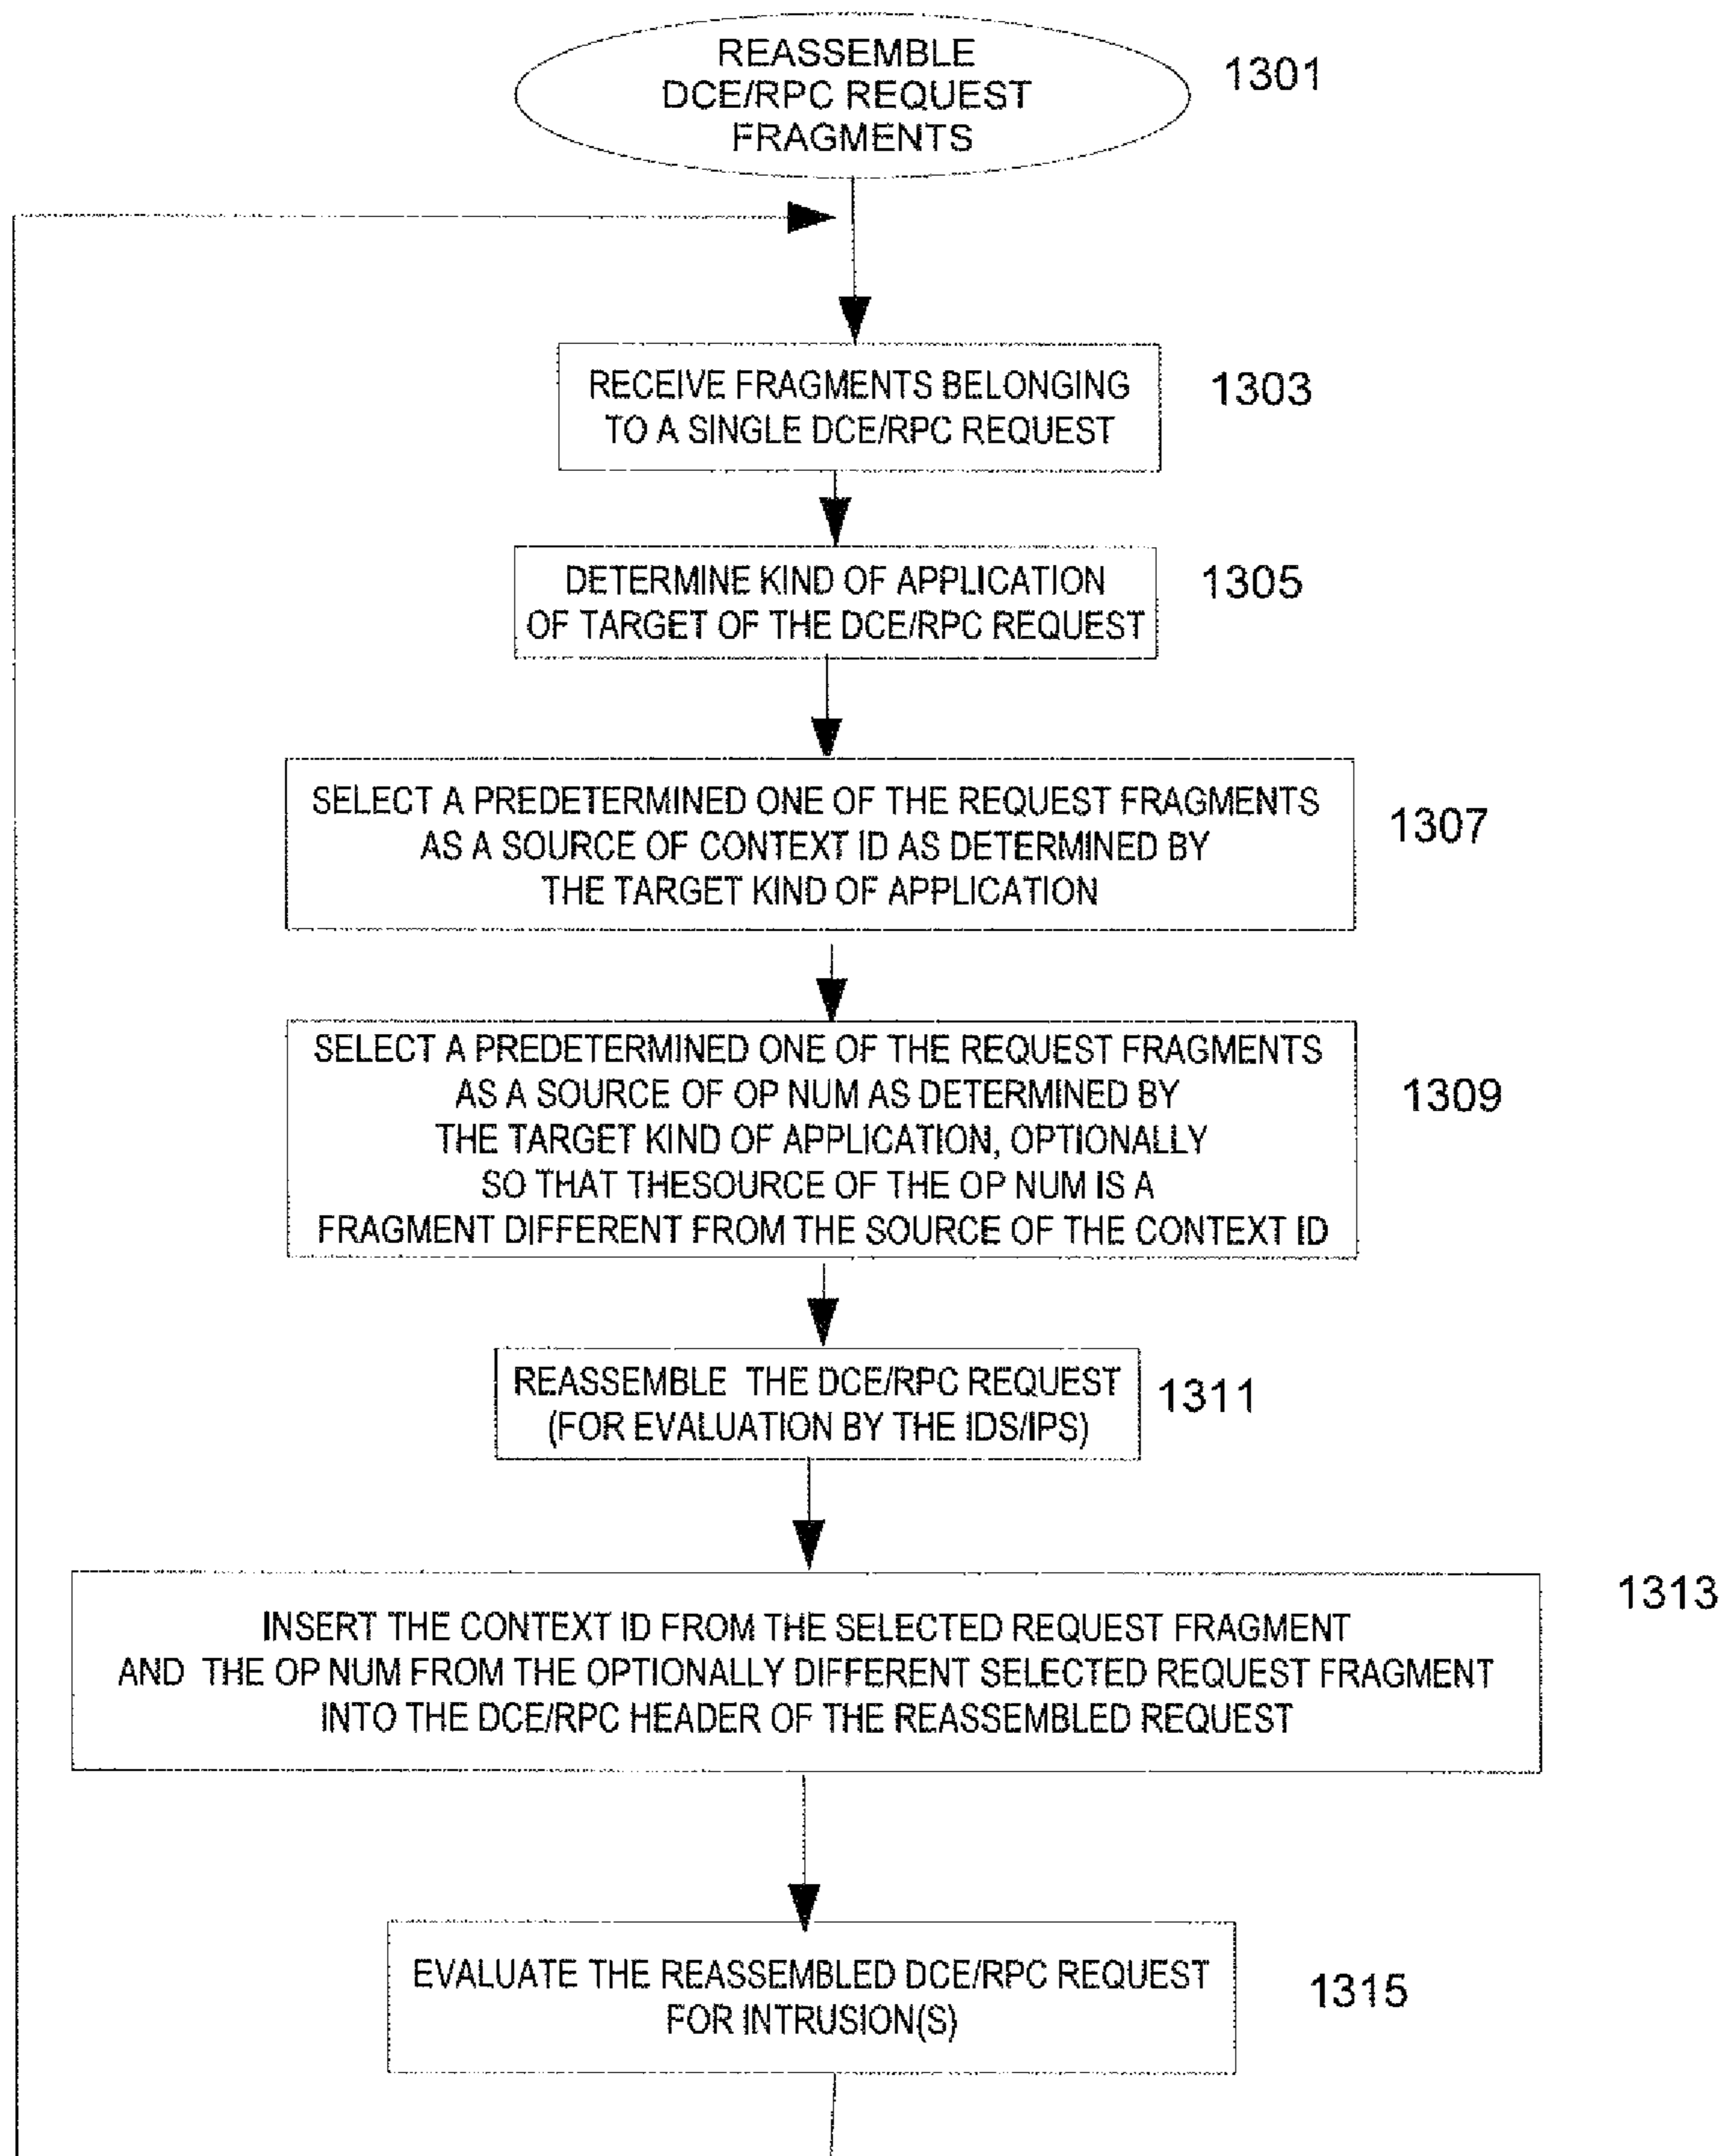 REASSEMBLE
DCE/RPC REQUEST
FRAGMENTS
1301
RECEIVE FRAGMENTS BELONGING
TO A SINGLE DCE/RPC REQUEST
1303
DETERMINE KIND OF APPLICATION
OF TARGET OF THE DCE/RPC REQUEST
1305
SELECT A PREDETERMINED ONE OF THE REQUEST FRAGMENTS
AS A SOURCE OF CONTEXT ID AS DETERMINED BY
THE TARGET KIND OF APPLICATION
1307
SELECT A PREDETERMINED ONE OF THE REQUEST FRAGMENTS
AS A SOURCE OF OP NUM AS DETERMINED BY
THE TARGET KIND OF APPLICATION, OPTIONALLY
SO THAT THESOURCE OF THE OP NUM IS A
FRAGMENT DIFFERENT FROM THE SOURCE OF THE CONTEXT ID
1309
REASSEMBLE THE DCE/RPC REQUEST
(FOR EVALUATION BY THE IDS/IPS)
1311
INSERT THE CONTEXT ID FROM THE SELECTED REQUEST FRAGMENT
AND THE OP NUM FROM THE OPTIONALLY DIFFERENT SELECTED REQUEST FRAGMENT
INTO THE DCE/RPC HEADER OF THE REASSEMBLED REQUEST
1313
EVALUATE THE REASSEMBLED DCE/RPC REQUEST
FOR INTRUSION(S)
1315